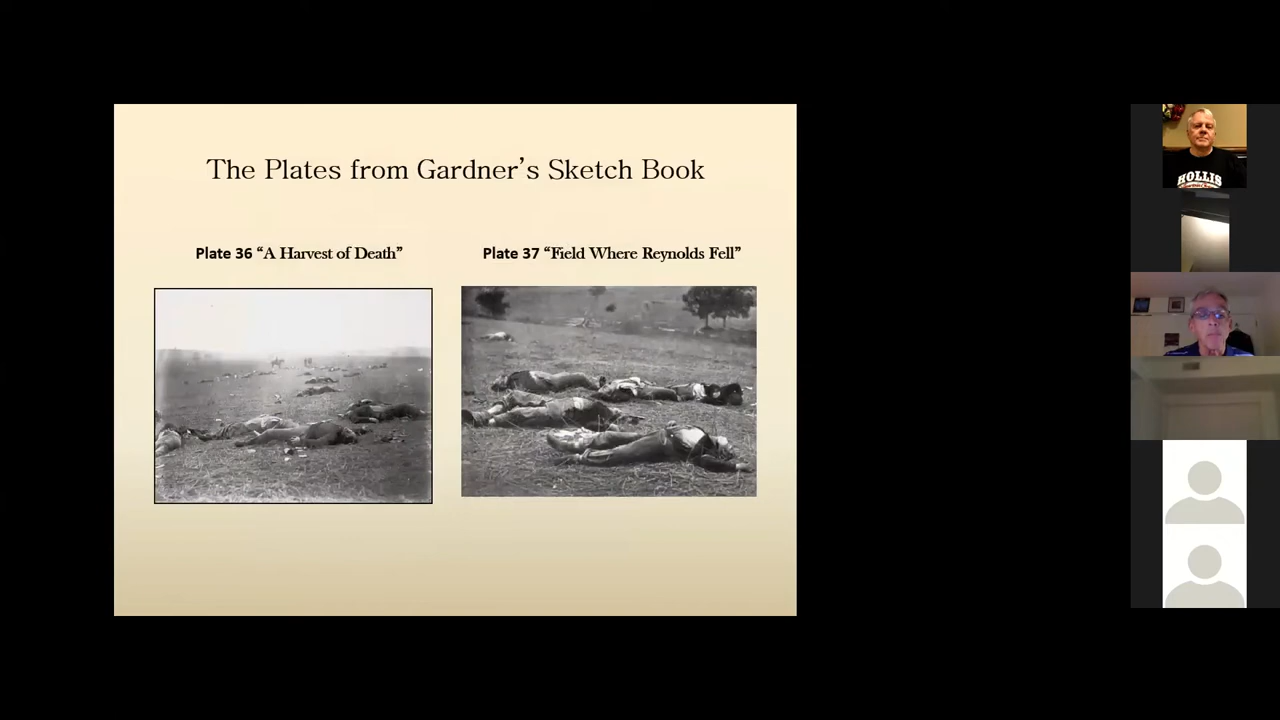 The Plates from Gardner’s Sketch Book
Plate 36 “A Harvest of Death”
Plate 37 “Field Where Reynolds Fell”
HOLLIS